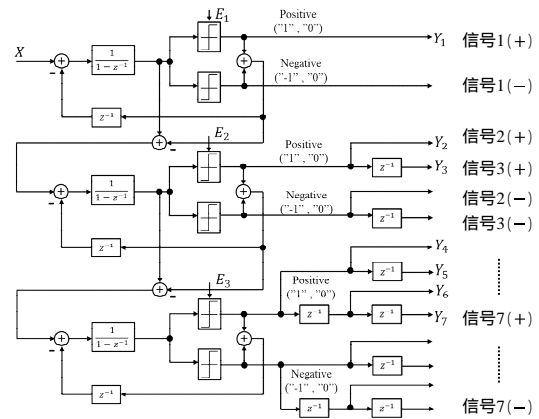 E₁
Positive
("1" , "0")
X
1
1 − z⁻¹
Y₁ 信号1(+)
Negative
("-1" , "0")
信号1(−)
z⁻¹
E₂
Positive
("1" , "0")
Y₂ 信号2(+)
z⁻¹
Y₃ 信号3(+)
1
1 − z⁻¹
Negative
("-1" , "0")
信号2(−)
z⁻¹
信号3(−)
z⁻¹
Y₄
E₃
Positive
("1" , "0")
z⁻¹
Y₅
Y₆
z⁻¹
z⁻¹
Y₇ 信号7(+)
1
1 − z⁻¹
z⁻¹
Negative
("-1" , "0")
z⁻¹
z⁻¹
z⁻¹
信号7(−)